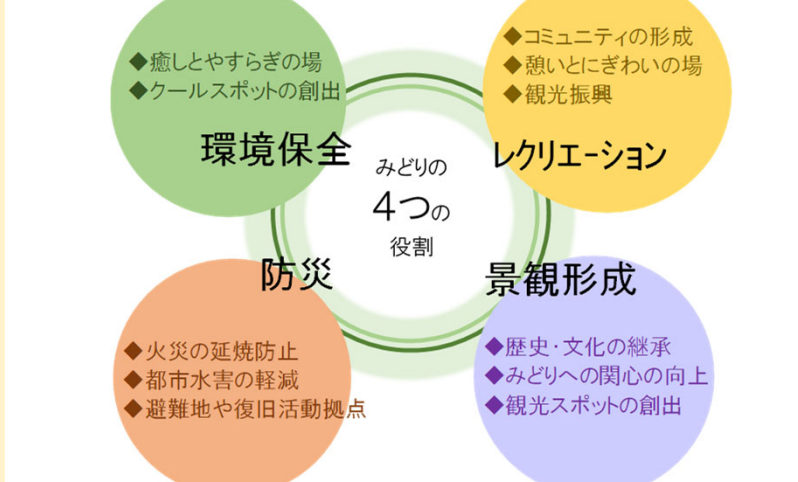 ◆癒しとやすらぎの場
◆クールスポットの創出
環境保全
◆コミュニティの形成
◆憩いとにぎわいの場
◆観光振興
レクリエーション
みどりの
4つの
役割
防災
◆火災の延焼防止
◆都市水害の軽減
◆避難地や復旧活動拠点
景観形成
◆歴史・文化の継承
◆みどりへの関心の向上
◆観光スポットの創出